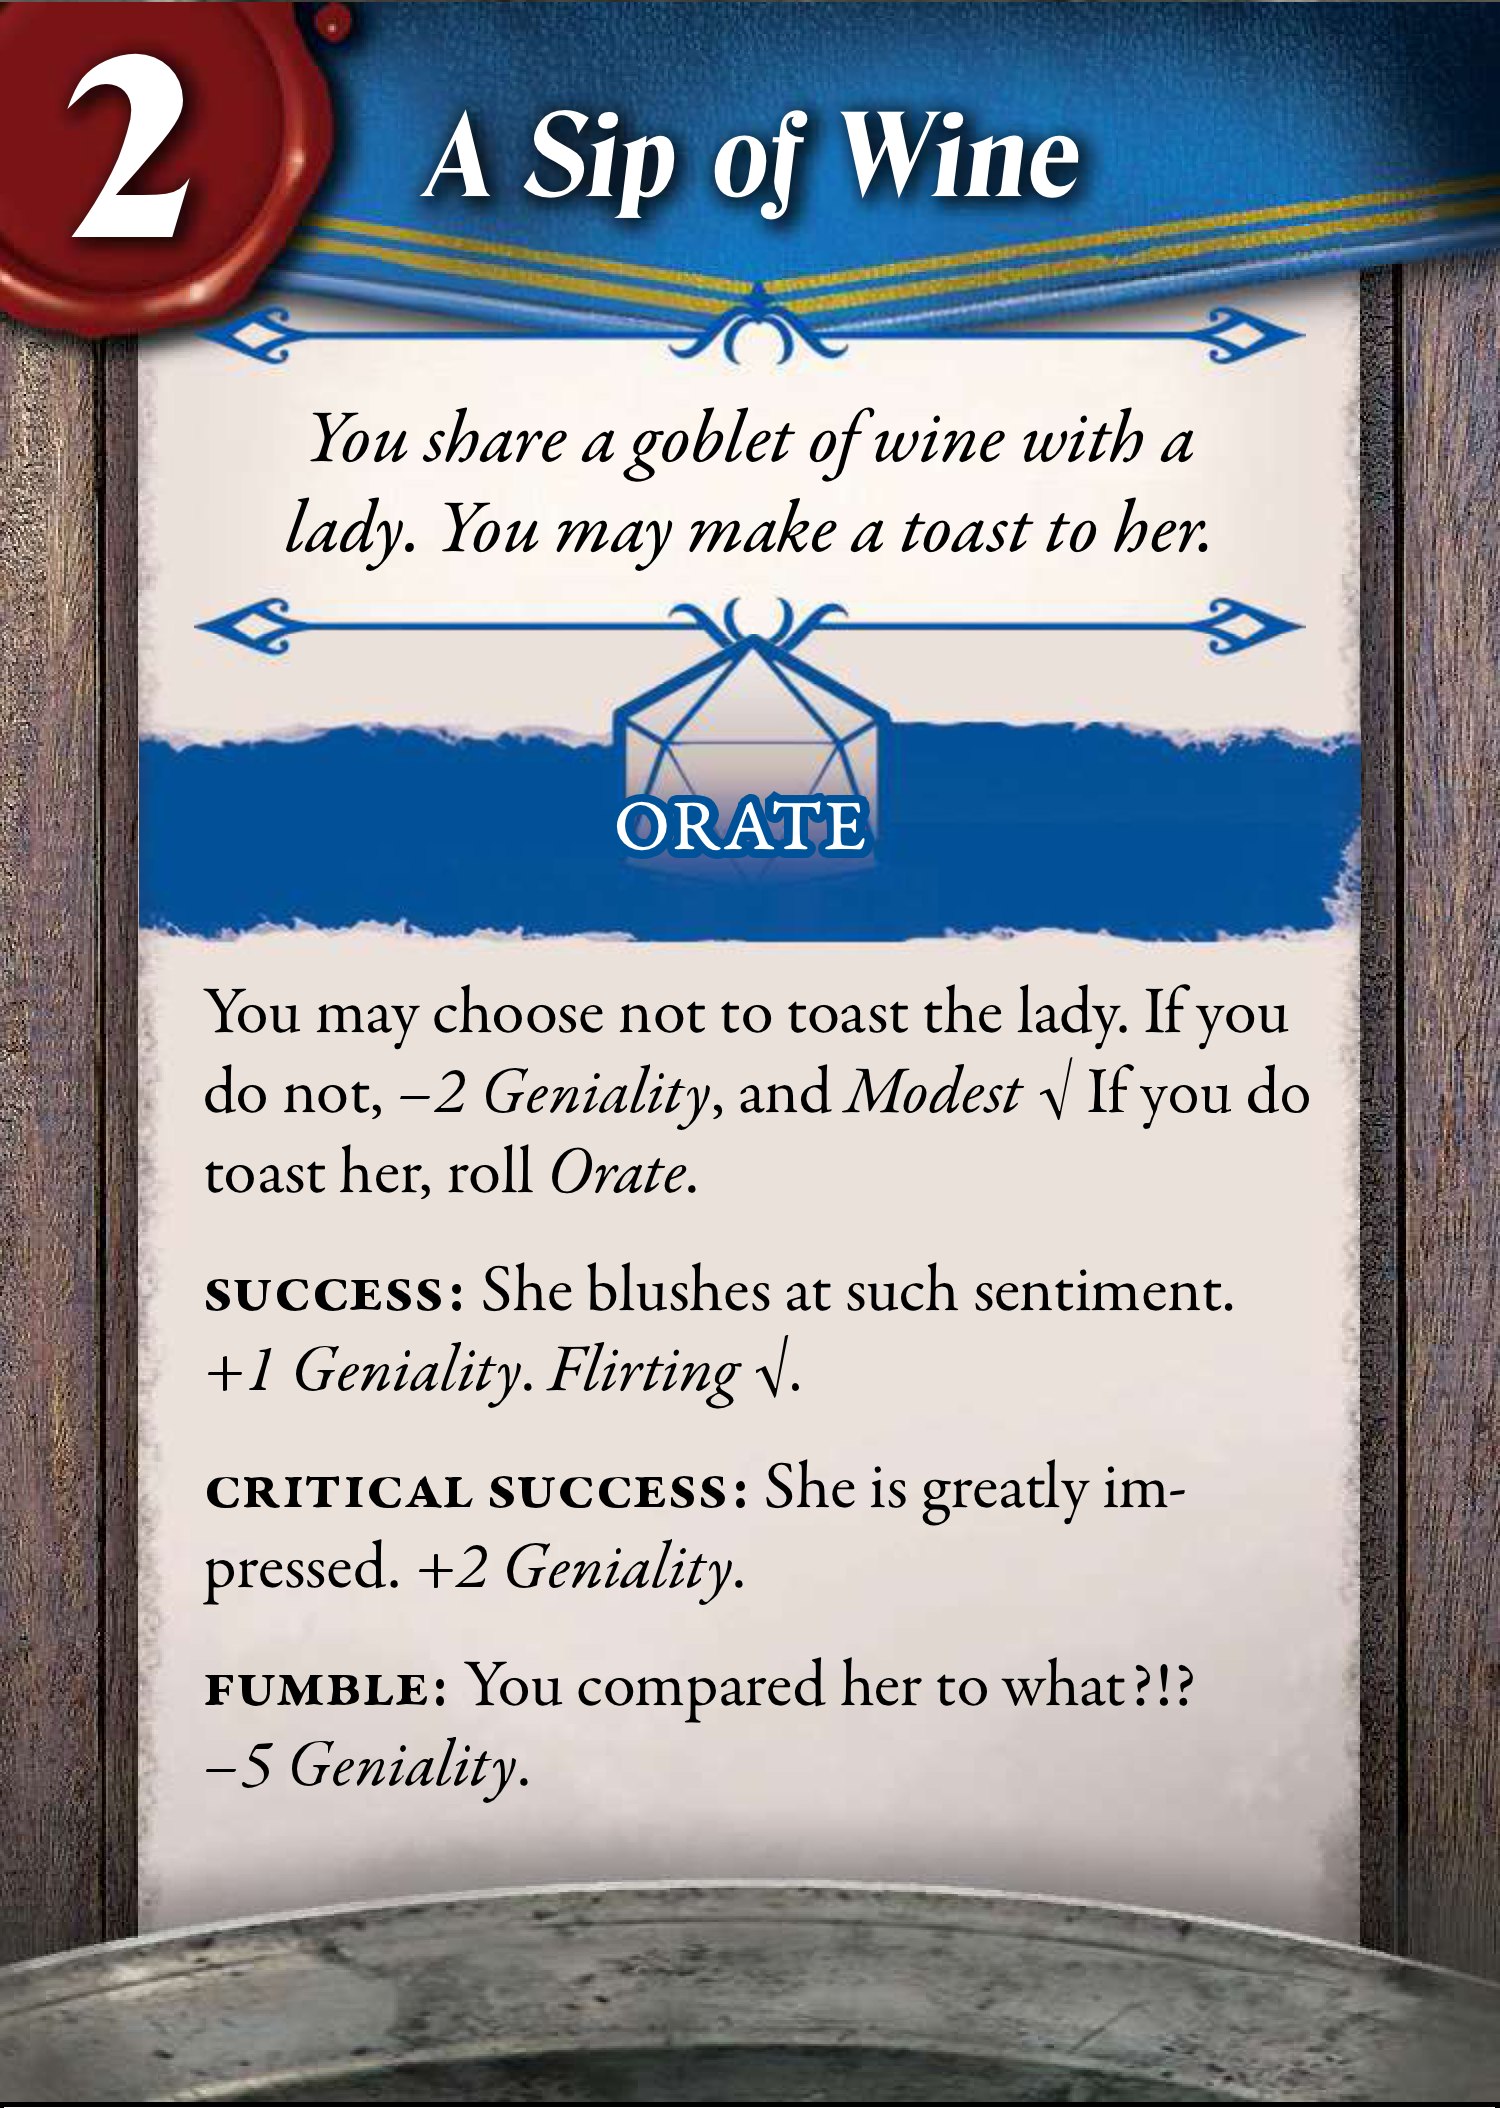 2
A Sip of Wine
You share a goblet of wine with a
lady. You may make a toast to her.
ORATE
You may choose not to toast the lady. If you
do not, –2 Geniality, and Modest √ If you do
toast her, roll Orate.
SUCCESS: She blushes at such sentiment.
+1 Geniality. Flirting √.
CRITICAL SUCCESS: She is greatly im-
pressed. +2 Geniality.
FUMBLE: You compared her to what?!?
–5 Geniality.